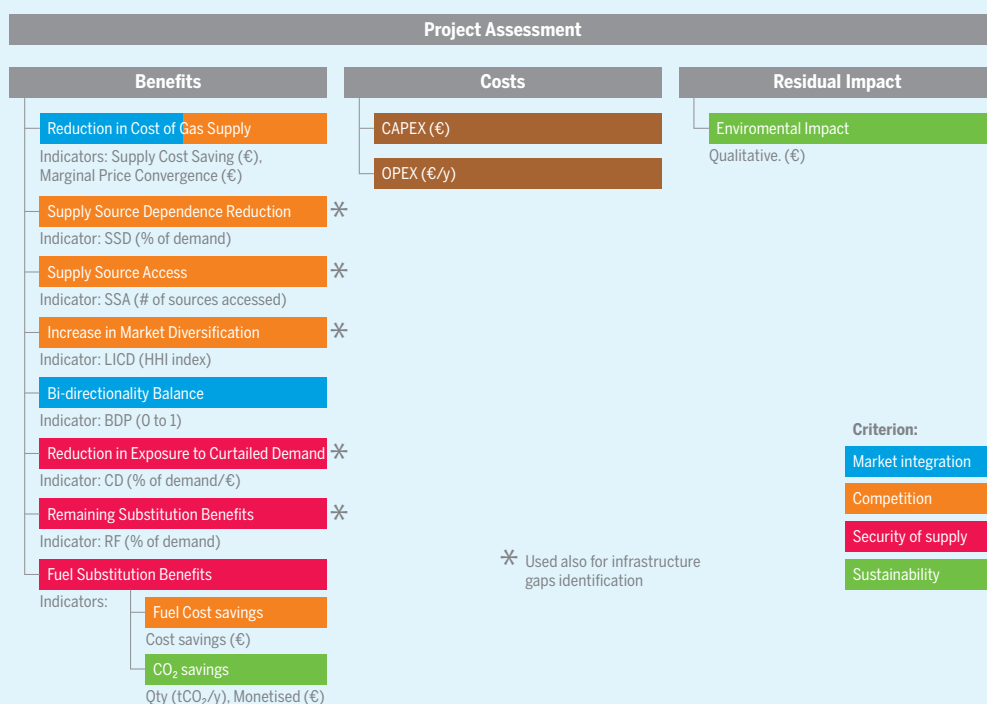 Project Assessment
Benefits
Reduction in Cost of Gas Supply
Indicators: Supply Cost Saving (€),
Marginal Price Convergence (€)
Supply Source Dependence Reduction *
Indicator: SSD (% of demand)
Supply Source Access *
Indicator: SSA (# of sources accessed)
Increase in Market Diversification *
Indicator: LICD (HHI index)
Bi-directionality Balance
Indicator: BDP (0 to 1)
Reduction in Exposure to Curtailed Demand *
Indicator: CD (% of demand/€)
Remaining Substitution Benefits *
Indicator: RF (% of demand)
Fuel Substitution Benefits
Indicators:
Fuel Cost savings
Cost savings (€)
CO₂ savings
Qty (tCO₂/y), Monetised (€)
Costs
CAPEX (€)
OPEX (€/y)
Residual Impact
Enviromental Impact
Qualitative. (€)
* Used also for infrastructure
gaps identification
Criterion:
Market integration
Competition
Security of supply
Sustainability